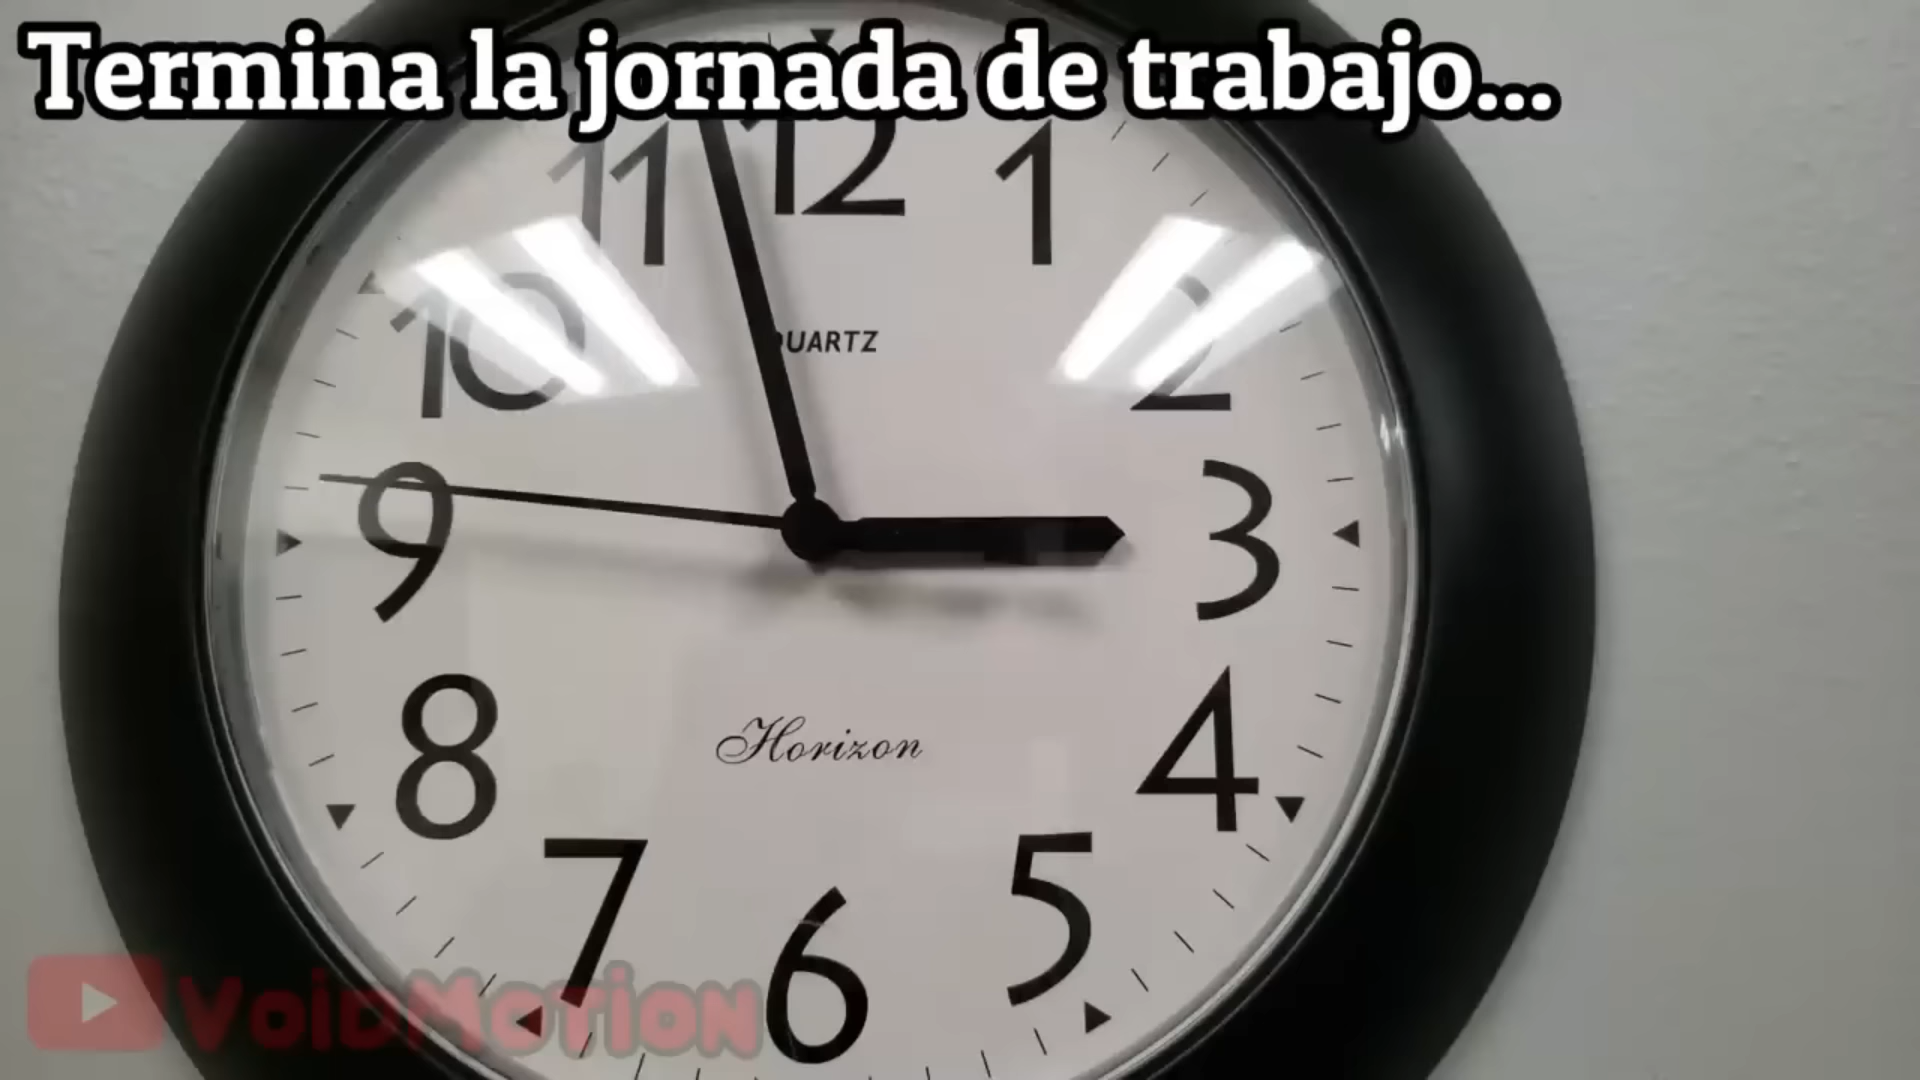 Termina la jornada de trabajo...
11 12 1
10 2
QUARTZ
9 3
Horizon
8 4
7 5
6
VoidMotion